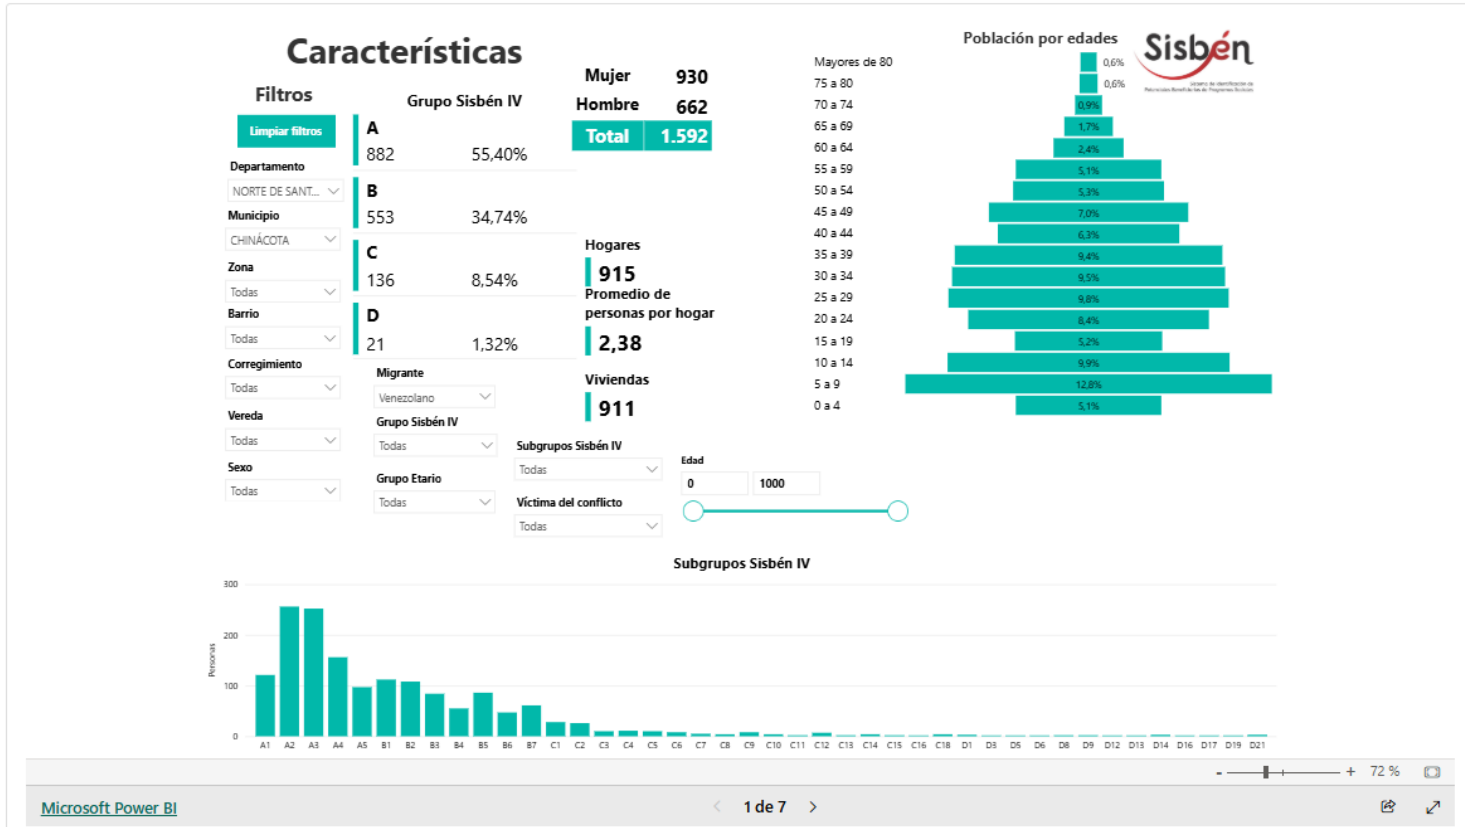 Características
Filtros
Limpiar filtros
Departamento
NORTE DE SANT...
Municipio
CHINÁCOTA
Zona
Todas
Barrio
Todas
Corregimiento
Todas
Vereda
Todas
Sexo
Todas
Grupo Sisbén IV
A
882 55,40%
B
553 34,74%
C
136 8,54%
D
21 1,32%
Migrante
Venezolano
Grupo Sisbén IV
Todas
Grupo Etario
Todas
Mujer 930
Hombre 662
Total 1.592
Hogares
915
Promedio de
personas por hogar
2,38
Viviendas
911
Subgrupos Sisbén IV
Todas
Víctima del conflicto
Todas
Edad
0 1000
Población por edades
Sisbén
Mayores de 80 0,6%
75 a 80 0,6%
70 a 74 0,9%
65 a 69 1,7%
60 a 64 2,4%
55 a 59 5,1%
50 a 54 5,3%
45 a 49 7,0%
40 a 44 6,3%
35 a 39 9,4%
30 a 34 9,5%
25 a 29 9,8%
20 a 24 8,4%
15 a 19 5,2%
10 a 14 9,9%
5 a 9 12,8%
0 a 4 5,1%
Subgrupos Sisbén IV
Personas
300
200
100
0
A1 A2 A3 A4 A5 B1 B2 B3 B4 B5 B6 B7 C1 C2 C3 C4 C5 C6 C7 C8 C9 C10 C11 C12 C13 C14 C15 C16 C18 D1 D3 D5 D6 D8 D9 D12 D13 D14 D16 D17 D19 D21
- + 72 %
Microsoft Power BI
< 1 de 7 >